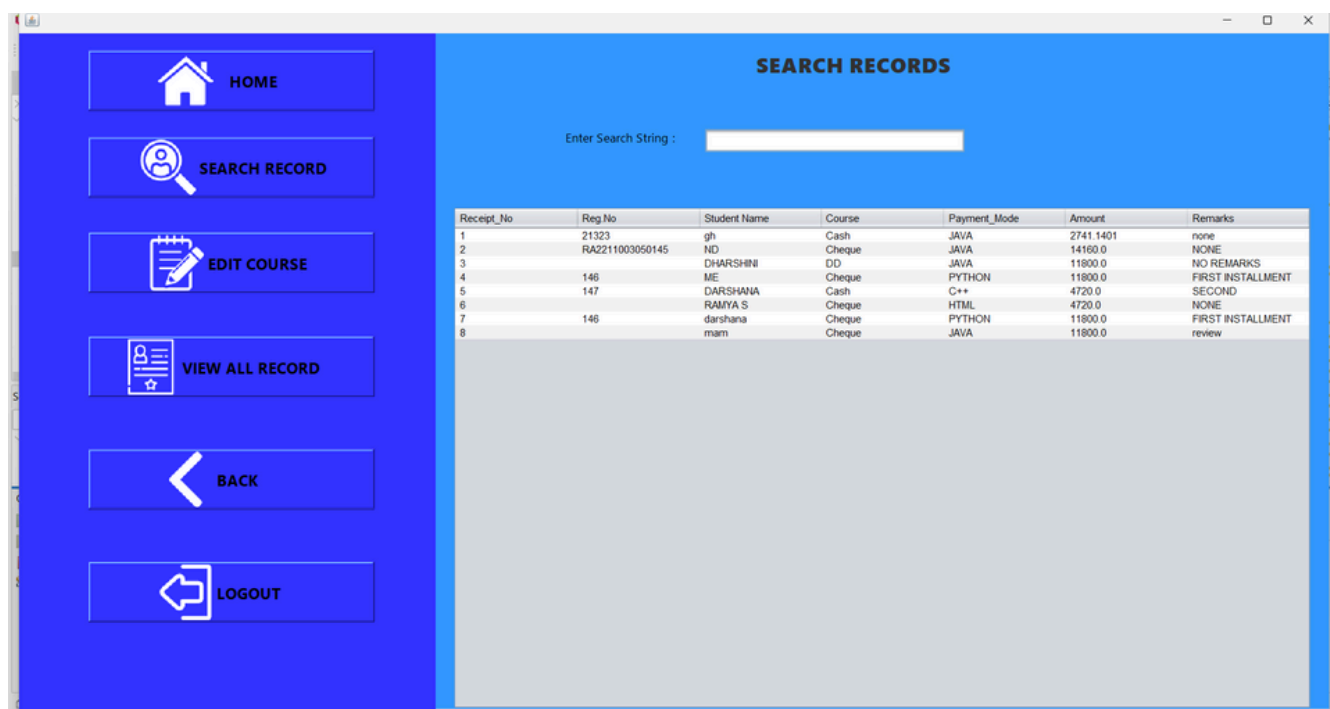 HOME
SEARCH RECORD
EDIT COURSE
VIEW ALL RECORD
BACK
LOGOUT
SEARCH RECORDS
Enter Search String :
Receipt_No Reg.No Student Name Course Payment_Mode Amount Remarks
1 21323 gh Cash JAVA 2741.1401 none
2 RA2211003050145 ND Cheque JAVA 14160.0 NONE
3 DHARSHINI DD JAVA 11800.0 NO REMARKS
4 146 ME Cheque PYTHON 11800.0 FIRST INSTALLMENT
5 147 DARSHANA Cash C++ 4720.0 SECOND
6 RAMYA S Cheque HTML 4720.0 NONE
7 146 darshana Cheque PYTHON 11800.0 FIRST INSTALLMENT
8 mam Cheque JAVA 11800.0 review